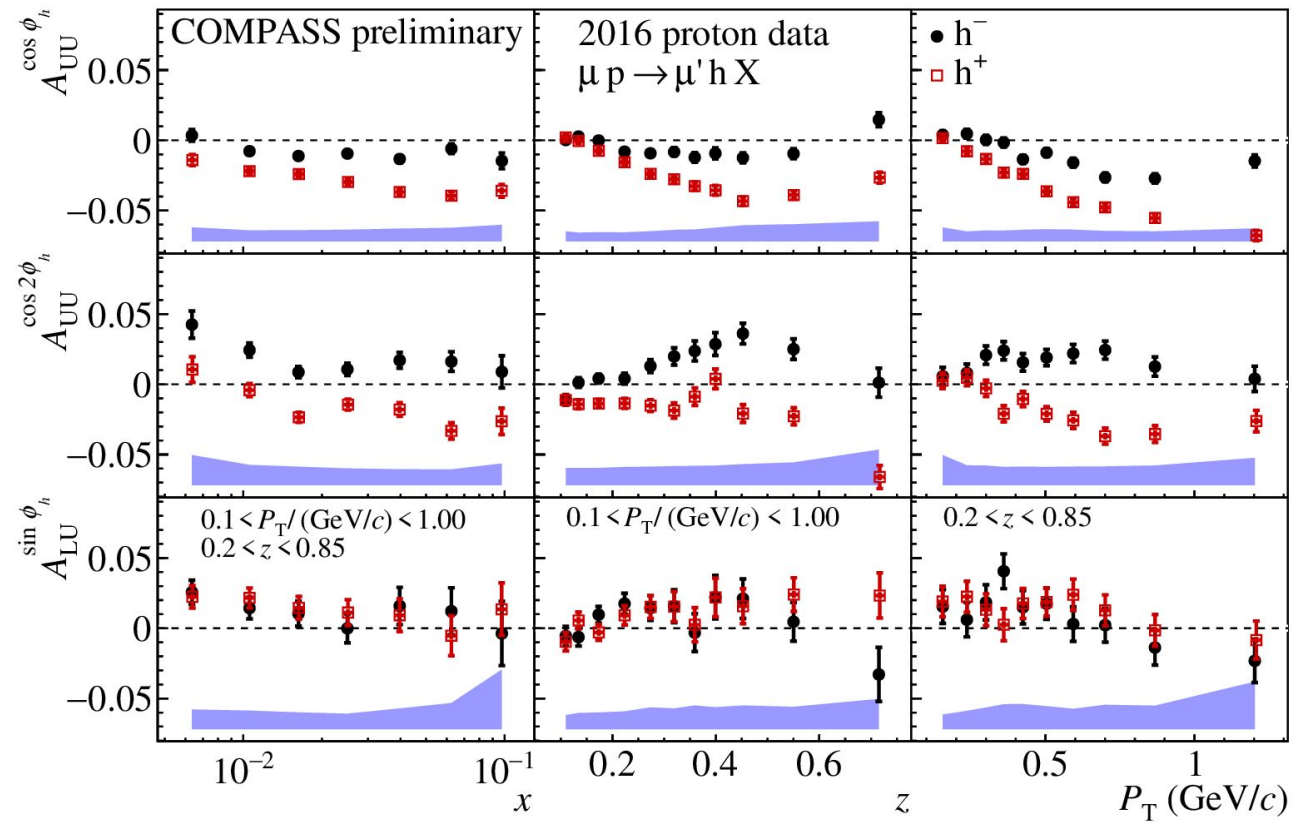 COMPASS preliminary
2016 proton data
μ p → μ' h X
h⁻
h⁺
A_UU^{cos ϕ_h}
0.05
0
−0.05
A_UU^{cos 2ϕ_h}
0.05
0
−0.05
A_LU^{sin ϕ_h}
0.1 < P_T / (GeV/c) < 1.00
0.2 < z < 0.85
0.1 < P_T / (GeV/c) < 1.00
0.2 < z < 0.85
0.05
0
−0.05
10⁻² 10⁻¹
x
0.2 0.4 0.6
z
0.5 1
P_T (GeV/c)